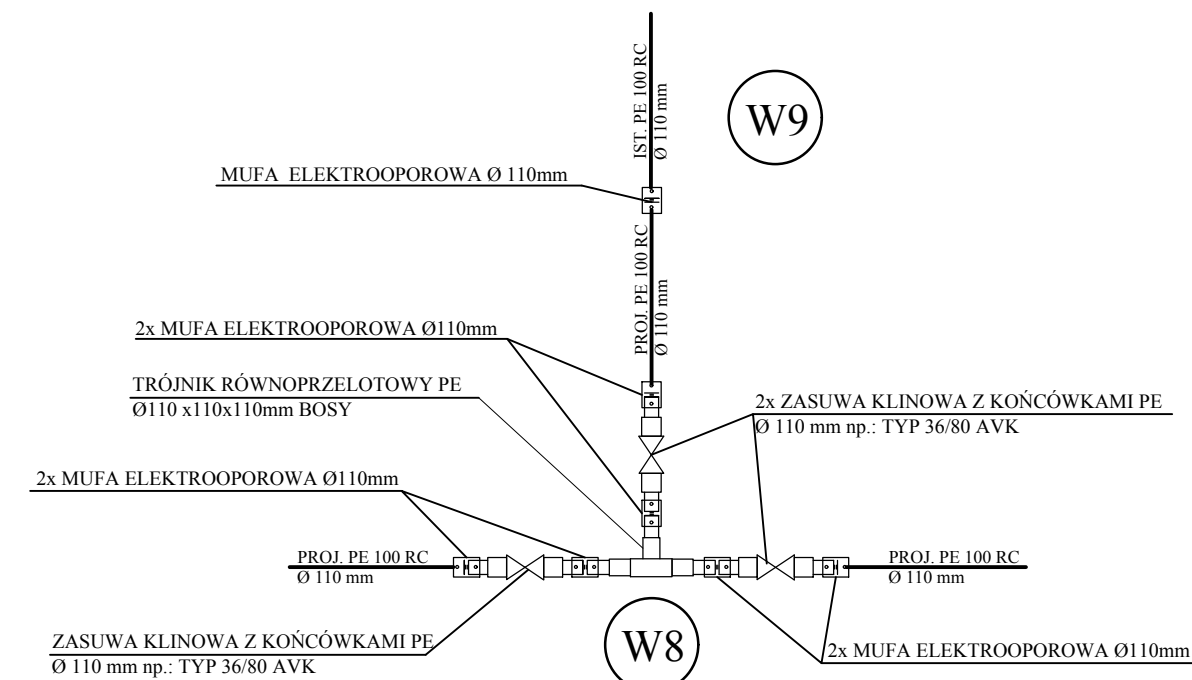 IST. PE 100 RC
Ø 110 mm
W9
MUFA ELEKTROOPOROWA Ø 110mm
PROJ. PE 100 RC
Ø 110 mm
2x MUFA ELEKTROOPOROWA Ø110mm
TRÓJNIK RÓWNOPRZELOTOWY PE
Ø110 x110x110mm BOSY
2x ZASUWA KLINOWA Z KOŃCÓWKAMI PE
Ø 110 mm np.: TYP 36/80 AVK
2x MUFA ELEKTROOPOROWA Ø110mm
PROJ. PE 100 RC
Ø 110 mm
PROJ. PE 100 RC
Ø 110 mm
ZASUWA KLINOWA Z KOŃCÓWKAMI PE
Ø 110 mm np.: TYP 36/80 AVK
W8
2x MUFA ELEKTROOPOROWA Ø110mm